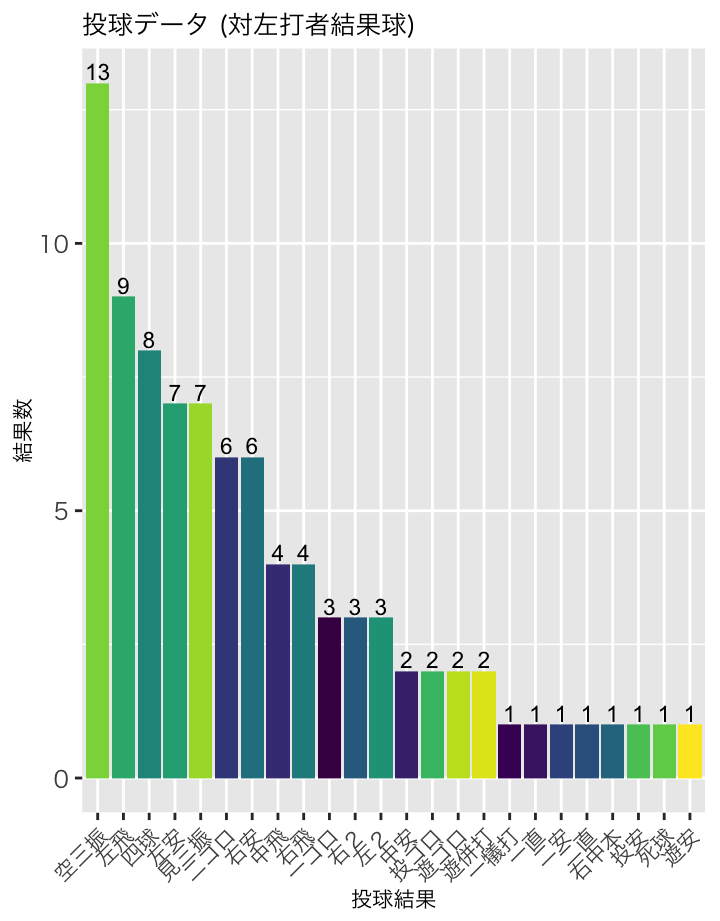 投球データ (対左打者結果球)
結果数
10
5
0
13
9
8
7
7
6
6
4
4
3
3
3
2
2
2
2
1
1
1
1
1
1
1
1
空三振
左飛
四球
左安
見三振
二ゴロ
右安
中飛
右飛
一ゴロ
右２
左２
中安
投ゴロ
遊ゴロ
遊併打
一犠打
一直
二安
二直
右中本
投安
死球
遊安
投球結果